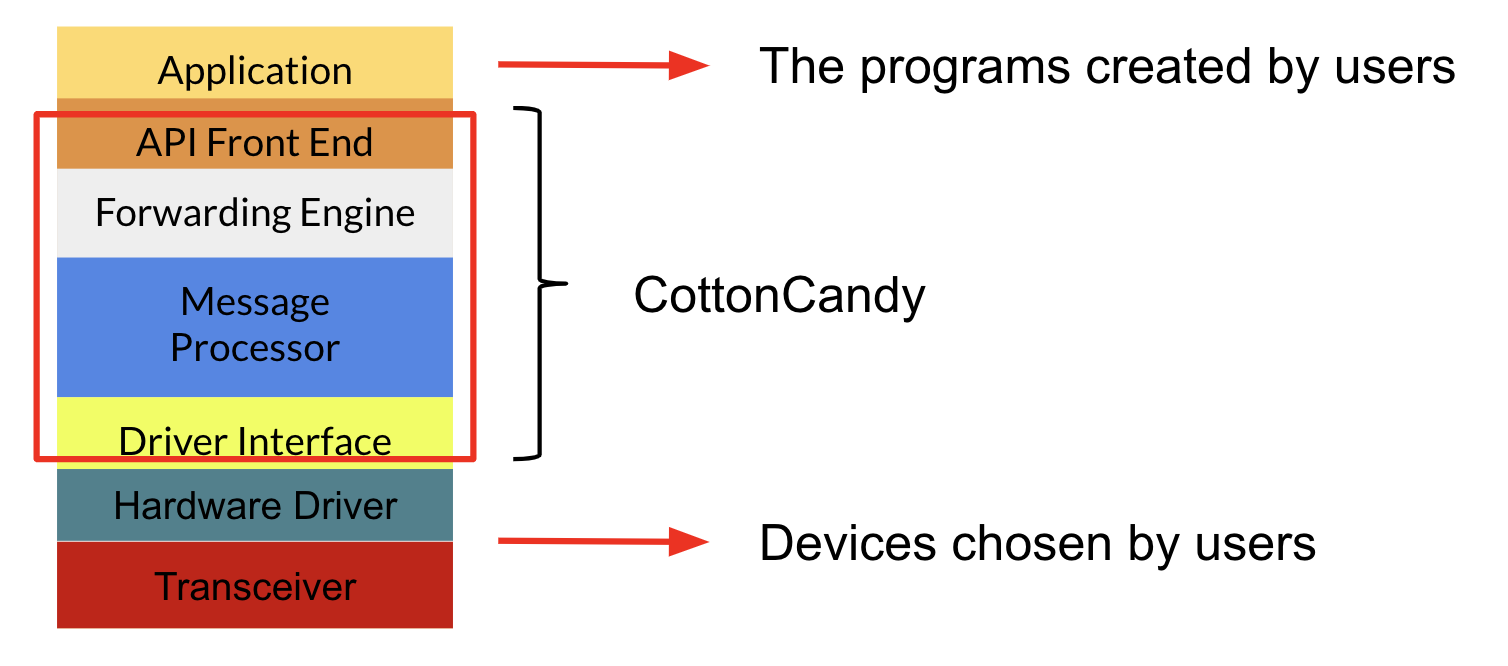 Application
The programs created by users
API Front End
Forwarding Engine
Message
Processor
CottonCandy
Driver Interface
Hardware Driver
Devices chosen by users
Transceiver